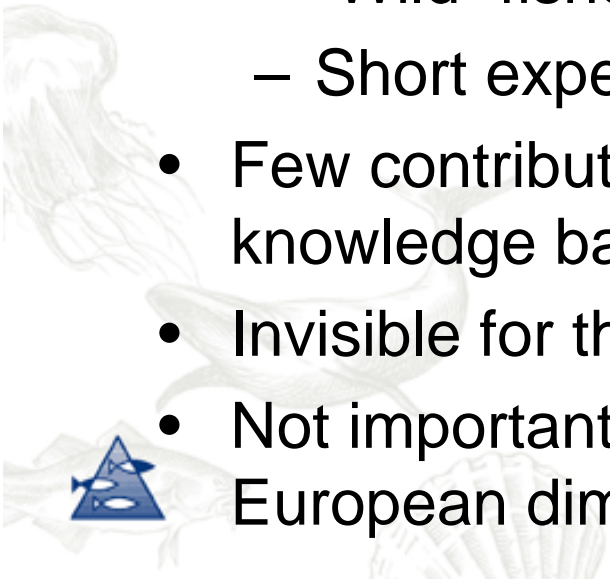 – Short expe
• Few contribut
knowledge ba
• Invisible for th
• Not important
European dim